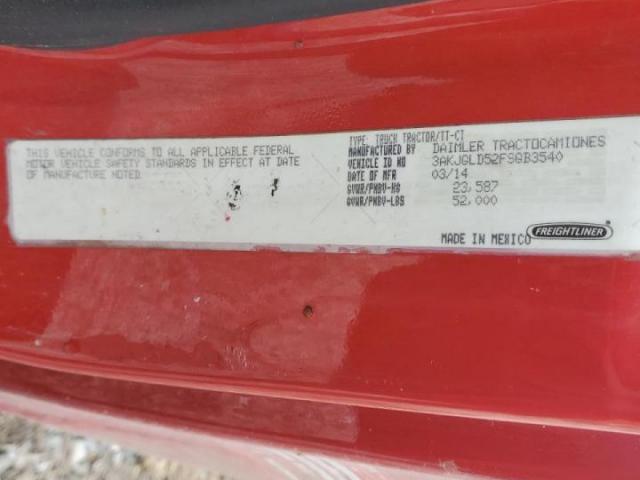 THIS VEHICLE CONFORMS TO ALL APPLICABLE FEDERAL
MOTOR VEHICLE SAFETY STANDARDS IN EFFECT AT DATE
OF MANUFACTURE NOTED.
TYPE: TRUCK TRACTOR/TT-CT
MANUFACTURED BY DAIMLER TRACTOCAMIONES
VEHICLE ID NO 3AKJGLD52FSGB3540
DATE OF MFR 03/14
GVWR/PNBV-KG 23,587
GVWR/PNBV-LBS 52,000
MADE IN MEXICO FREIGHTLINER